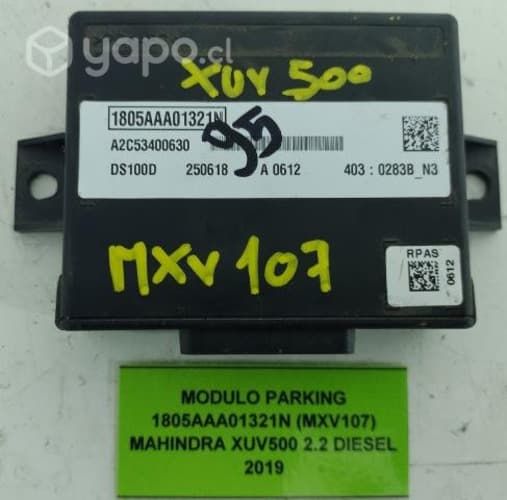 yapo.cl
XUV 500
1805AAA01321N
95
A2C53400630
DS100D 250618 A 0612 403 : 0283B_N3
MXV 107
RPAS
0612
MODULO PARKING
1805AAA01321N (MXV107)
MAHINDRA XUV500 2.2 DIESEL
2019